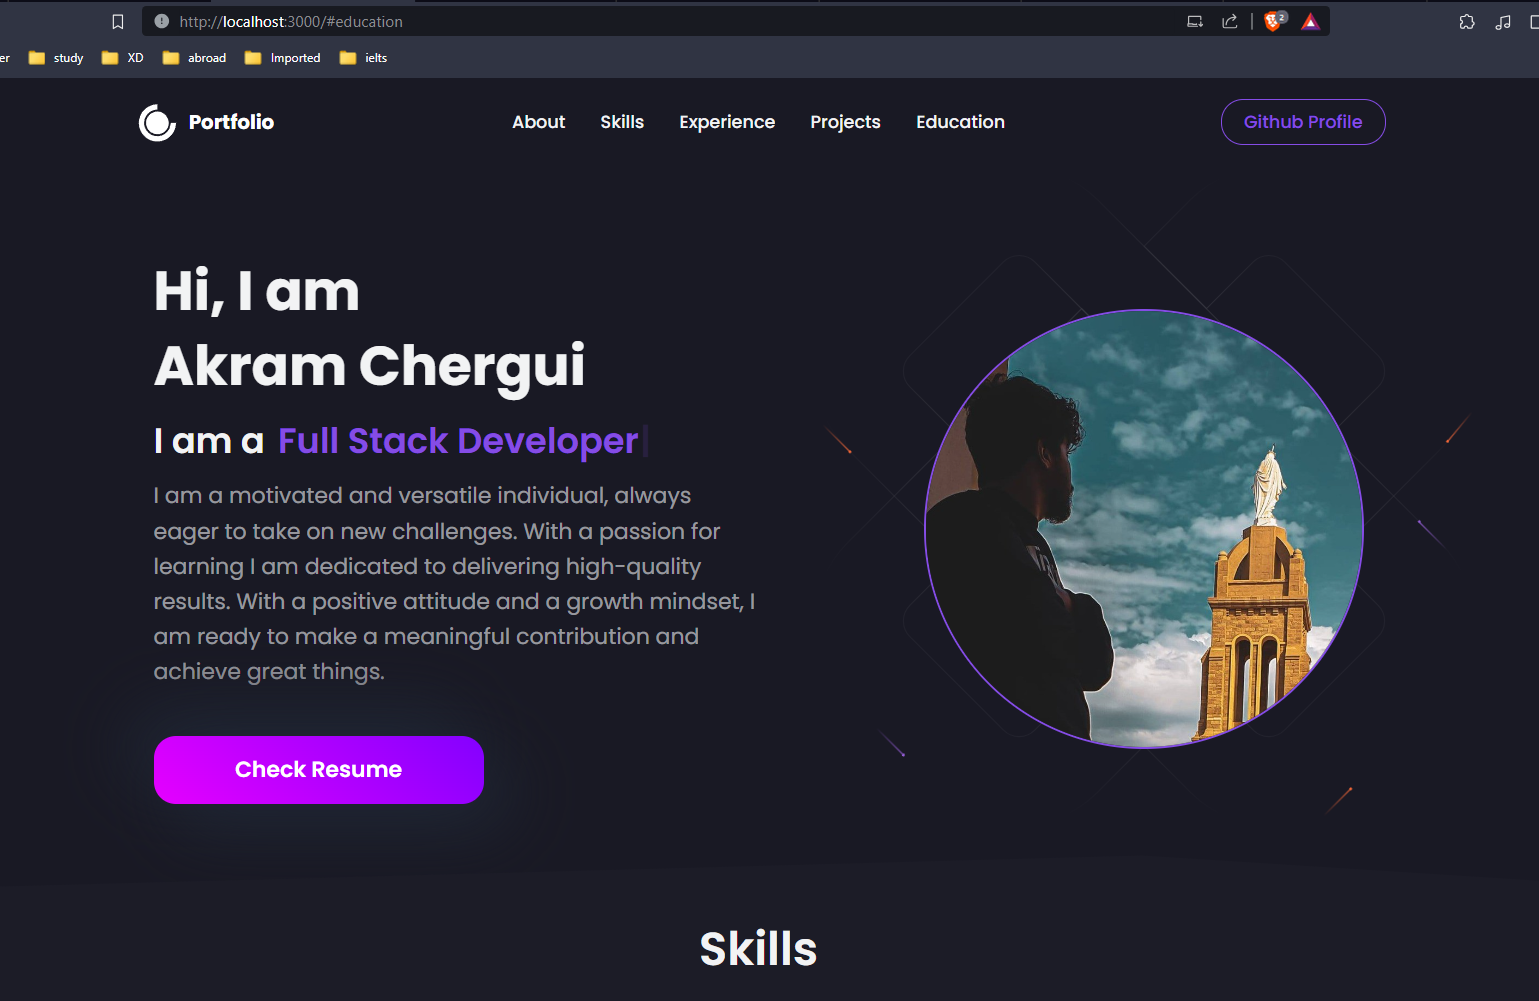 http://localhost:3000/#education
2
er study XD abroad Imported ielts
Portfolio About Skills Experience Projects Education Github Profile
Hi, I am
Akram Chergui
I am a Full Stack Developer
I am a motivated and versatile individual, always
eager to take on new challenges. With a passion for
learning I am dedicated to delivering high-quality
results. With a positive attitude and a growth mindset, I
am ready to make a meaningful contribution and
achieve great things.
Check Resume
Skills